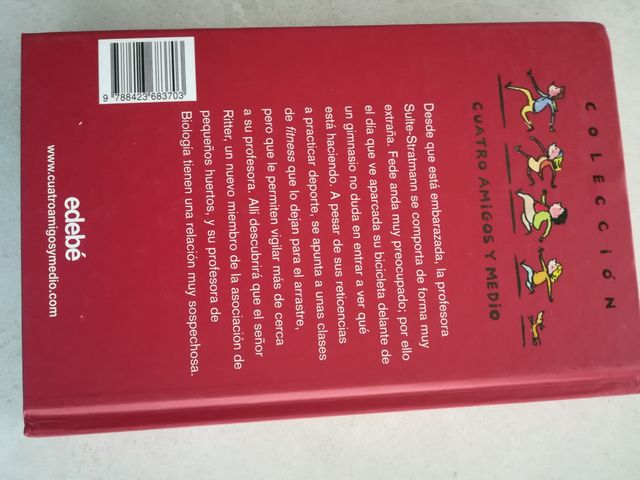 COLECCIÓN
CUATRO AMIGOS Y MEDIO
Desde que está embarazada, la profesora
Sulte-Stratmann se comporta de forma muy
extraña. Fede anda muy preocupado; por ello
el día que ve aparcada su bicicleta delante de
un gimnasio no duda en entrar a ver qué
está haciendo. A pesar de sus reticencias
a practicar deporte, se apunta a unas clases
de fitness que lo dejan para el arrastre,
pero que le permiten vigilar más de cerca
a su profesora. Allí descubrirá que el señor
Ritter, un nuevo miembro de la asociación de
pequeños huertos, y su profesora de
Biología tienen una relación muy sospechosa.
edebé
www.cuatroamigosymedio.com
9 788423 683703